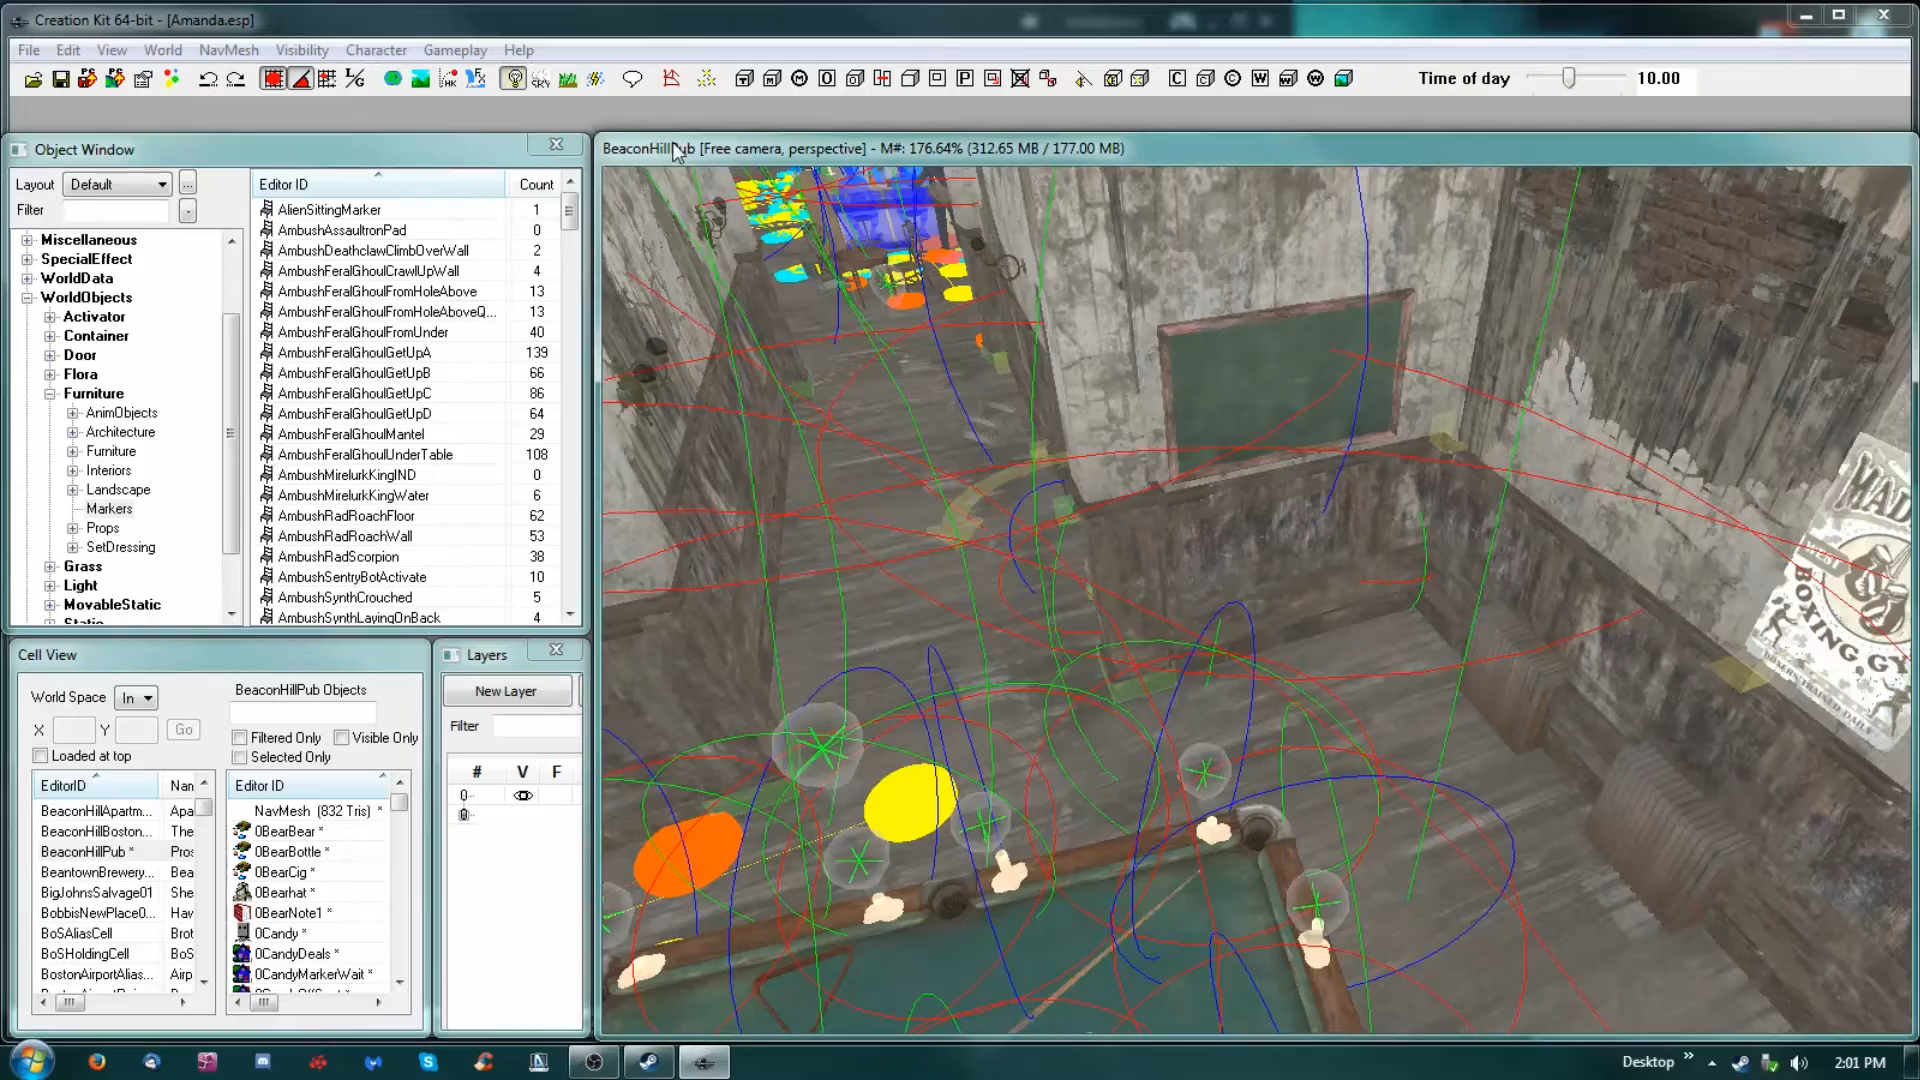 Creation Kit 64-bit - [Amanda.esp]
File Edit View World NavMesh Visibility Character Gameplay Help
Time of day 10.00
Object Window
BeaconHillPub [Free camera, perspective] - M#: 176.64% (312.65 MB / 177.00 MB)
Layout Default ...
Filter
Miscellaneous
SpecialEffect
WorldData
WorldObjects
Activator
Container
Door
Flora
Furniture
AnimObjects
Architecture
Furniture
Interiors
Landscape
Markers
Props
SetDressing
Grass
Light
MovableStatic
Static
Editor ID Count
AlienSittingMarker 1
AmbushAssaultronPad 0
AmbushDeathclawClimbOverWall 2
AmbushFeralGhoulCrawlUpWall 4
AmbushFeralGhoulFromHoleAbove 13
AmbushFeralGhoulFromHoleAboveQ... 13
AmbushFeralGhoulFromUnder 40
AmbushFeralGhoulGetUpA 139
AmbushFeralGhoulGetUpB 66
AmbushFeralGhoulGetUpC 86
AmbushFeralGhoulGetUpD 64
AmbushFeralGhoulMantel 29
AmbushFeralGhoulUnderTable 108
AmbushMirelurkKingIND 0
AmbushMirelurkKingWater 6
AmbushRadRoachFloor 62
AmbushRadRoachWall 53
AmbushRadScorpion 38
AmbushSentryBotActivate 10
AmbushSynthCrouched 5
AmbushSynthLayingOnBack 4
Cell View
World Space In
X Y Go
Loaded at top
EditorID Nan
BeaconHillApartm... Apa
BeaconHillBoston... The
BeaconHillPub * Pros
BeantownBrewery... Bea
BigJohnsSalvage01 She
BobbisNewPlace0... Hav
BoSAliasCell Brot
BoSHoldingCell BoS
BostonAirportAlias... Airp
BeaconHillPub Objects
Filtered Only Visible Only
Selected Only
Editor ID
NavMesh (832 Tris) *
0BearBear *
0BearBottle *
0BearCig *
0Bearhat *
0BearNote1 *
0Candy *
0CandyDeals *
0CandyMarkerWait *
Layers
New Layer
Filter
# V F
BOXING GY
Desktop » 2:01 PM